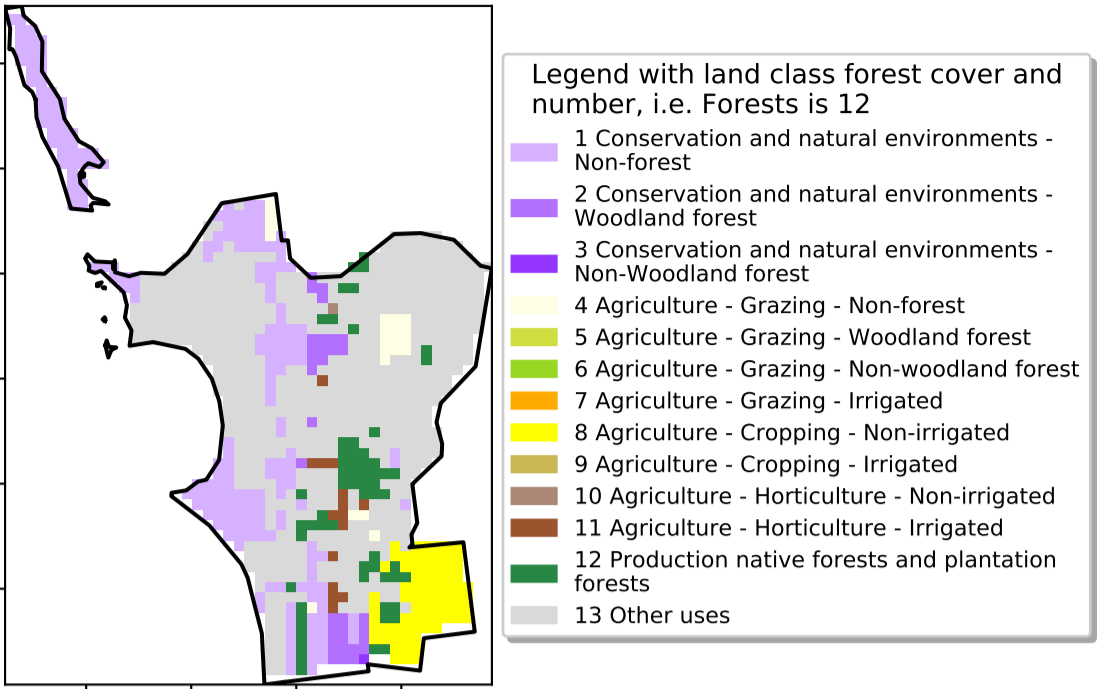 Legend with land class forest cover and
number, i.e. Forests is 12
1 Conservation and natural environments -
Non-forest
2 Conservation and natural environments -
Woodland forest
3 Conservation and natural environments -
Non-Woodland forest
4 Agriculture - Grazing - Non-forest
5 Agriculture - Grazing - Woodland forest
6 Agriculture - Grazing - Non-woodland forest
7 Agriculture - Grazing - Irrigated
8 Agriculture - Cropping - Non-irrigated
9 Agriculture - Cropping - Irrigated
10 Agriculture - Horticulture - Non-irrigated
11 Agriculture - Horticulture - Irrigated
12 Production native forests and plantation
forests
13 Other uses